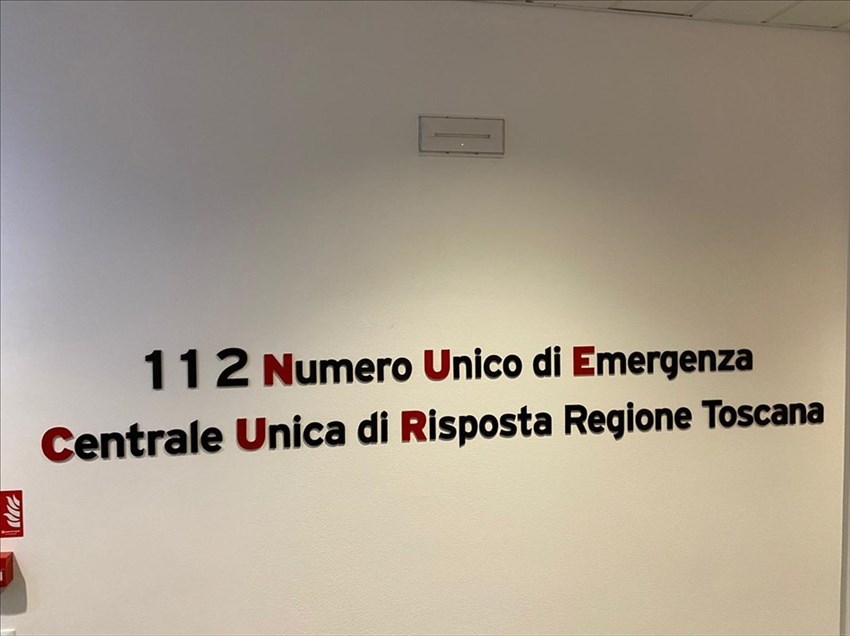 112 Numero Unico di Emergenza
Centrale Unica di Risposta Regione Toscana